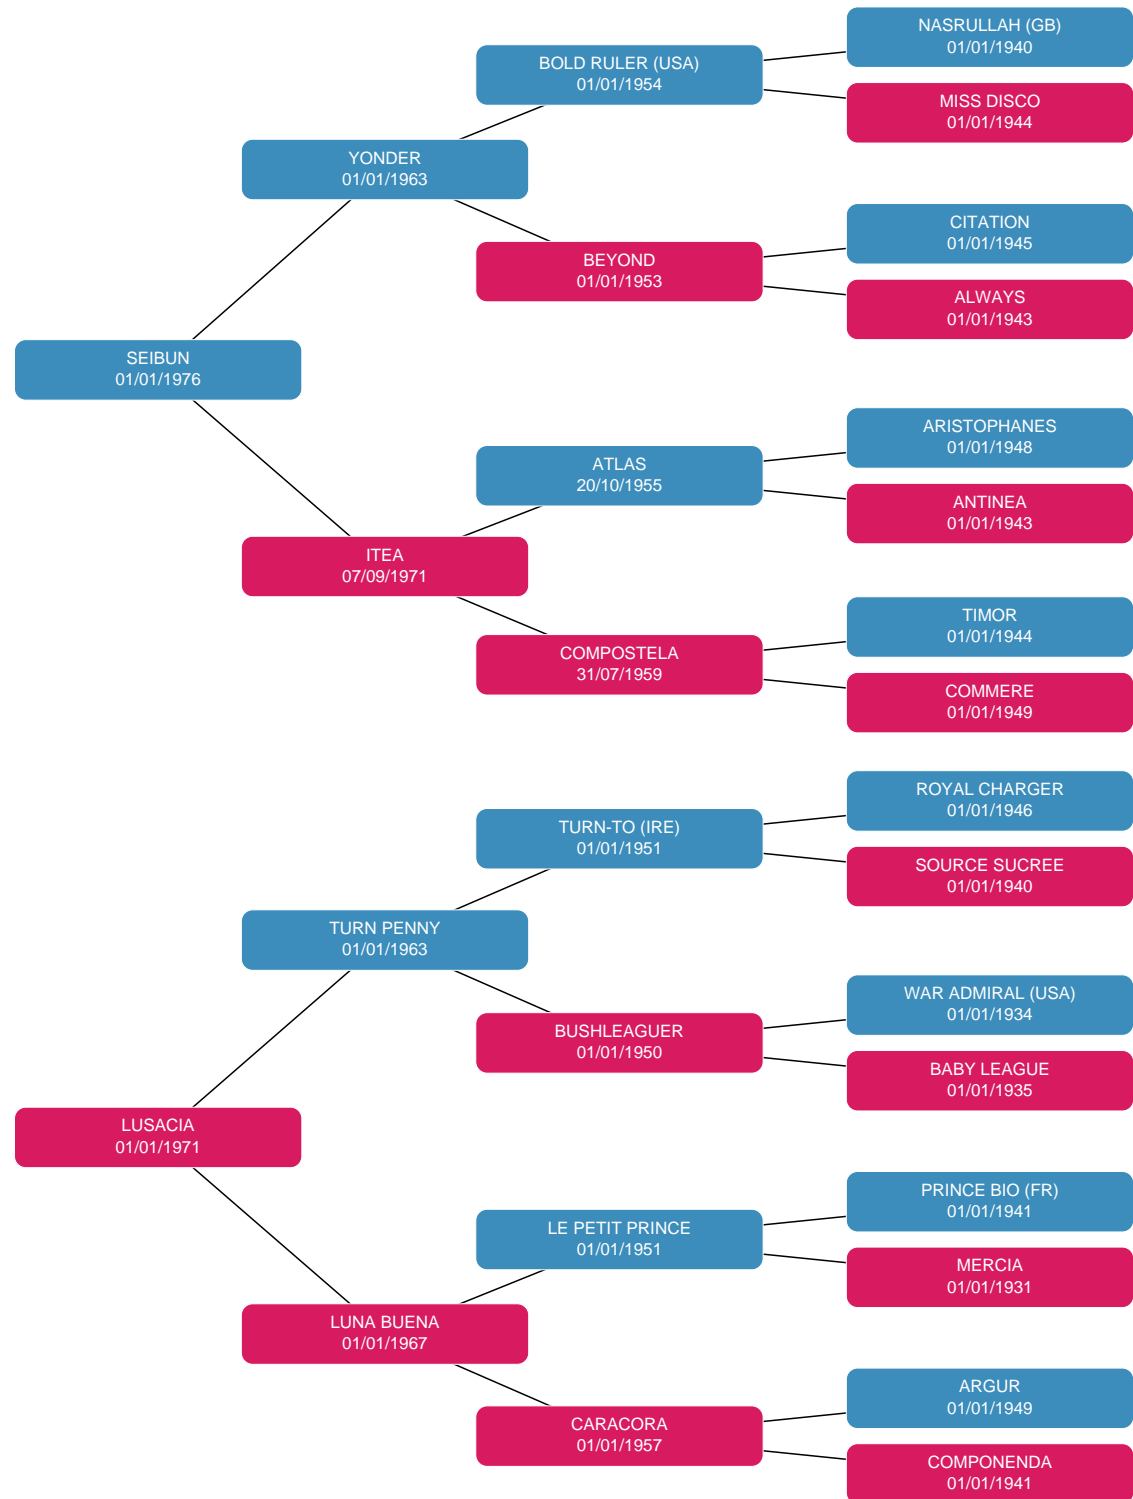 NASRULLAH (GB)
01/01/1940
BOLD RULER (USA)
01/01/1954
MISS DISCO
01/01/1944
YONDER
01/01/1963
CITATION
01/01/1945
BEYOND
01/01/1953
ALWAYS
01/01/1943
SEIBUN
01/01/1976
ARISTOPHANES
01/01/1948
ATLAS
20/10/1955
ANTINEA
01/01/1943
ITEA
07/09/1971
TIMOR
01/01/1944
COMPOSTELA
31/07/1959
COMMERE
01/01/1949
ROYAL CHARGER
01/01/1946
TURN-TO (IRE)
01/01/1951
SOURCE SUCREE
01/01/1940
TURN PENNY
01/01/1963
WAR ADMIRAL (USA)
01/01/1934
BUSHLEAGUER
01/01/1950
BABY LEAGUE
01/01/1935
LUSACIA
01/01/1971
PRINCE BIO (FR)
01/01/1941
LE PETIT PRINCE
01/01/1951
MERCIA
01/01/1931
LUNA BUENA
01/01/1967
ARGUR
01/01/1949
CARACORA
01/01/1957
COMPONENDA
01/01/1941